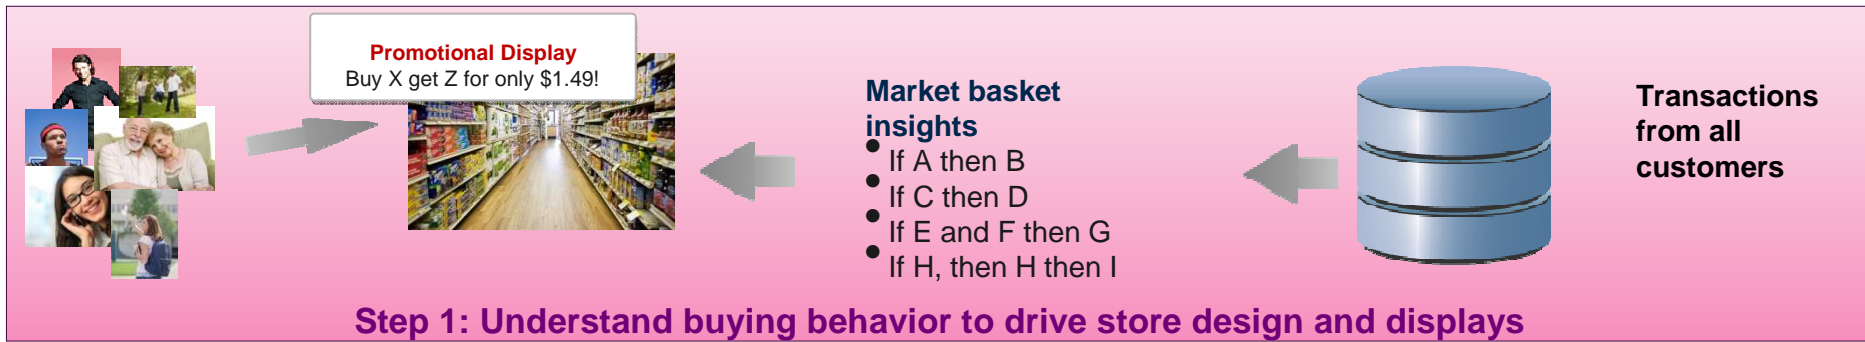 Promotional Display
Buy X get Z for only $1.49!
Market basket
insights
• If A then B
• If C then D
• If E and F then G
• If H, then H then I
Transactions
from all
customers
Step 1: Understand buying behavior to drive store design and displays